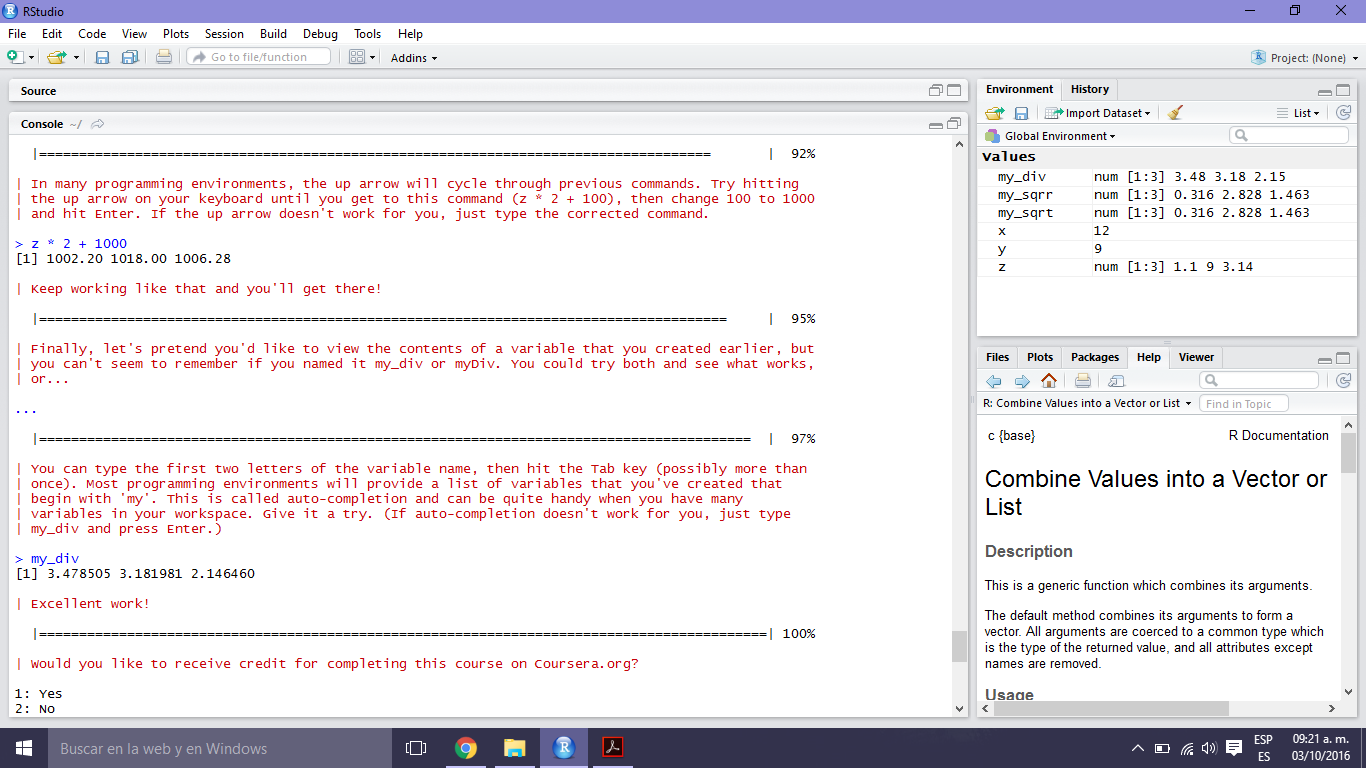 RStudio
File Edit Code View Plots Session Build Debug Tools Help
Go to file/function Addins Project: (None)
Source
Console ~/
|==================================================================================== | 92%
| In many programming environments, the up arrow will cycle through previous commands. Try hitting
| the up arrow on your keyboard until you get to this command (z * 2 + 100), then change 100 to 1000
| and hit Enter. If the up arrow doesn't work for you, just type the corrected command.
> z * 2 + 1000
[1] 1002.20 1018.00 1006.28
| Keep working like that and you'll get there!
|====================================================================================== | 95%
| Finally, let's pretend you'd like to view the contents of a variable that you created earlier, but
| you can't seem to remember if you named it my_div or myDiv. You could try both and see what works,
| or...
...
|========================================================================================= | 97%
| You can type the first two letters of the variable name, then hit the Tab key (possibly more than
| once). Most programming environments will provide a list of variables that you've created that
| begin with 'my'. This is called auto-completion and can be quite handy when you have many
| variables in your workspace. Give it a try. (If auto-completion doesn't work for you, just type
| my_div and press Enter.)
> my_div
[1] 3.478505 3.181981 2.146460
| Excellent work!
|===========================================================================================| 100%
| Would you like to receive credit for completing this course on Coursera.org?
1: Yes
2: No
Environment History
Import Dataset List
Global Environment
Values
my_div num [1:3] 3.48 3.18 2.15
my_sqrr num [1:3] 0.316 2.828 1.463
my_sqrt num [1:3] 0.316 2.828 1.463
x 12
y 9
z num [1:3] 1.1 9 3.14
Files Plots Packages Help Viewer
R: Combine Values into a Vector or List Find in Topic
c {base} R Documentation
Combine Values into a Vector or
List
Description
This is a generic function which combines its arguments.
The default method combines its arguments to form a
vector. All arguments are coerced to a common type which
is the type of the returned value, and all attributes except
names are removed.
Usage
Buscar en la web y en Windows
ESP
ES
09:21 a. m.
03/10/2016